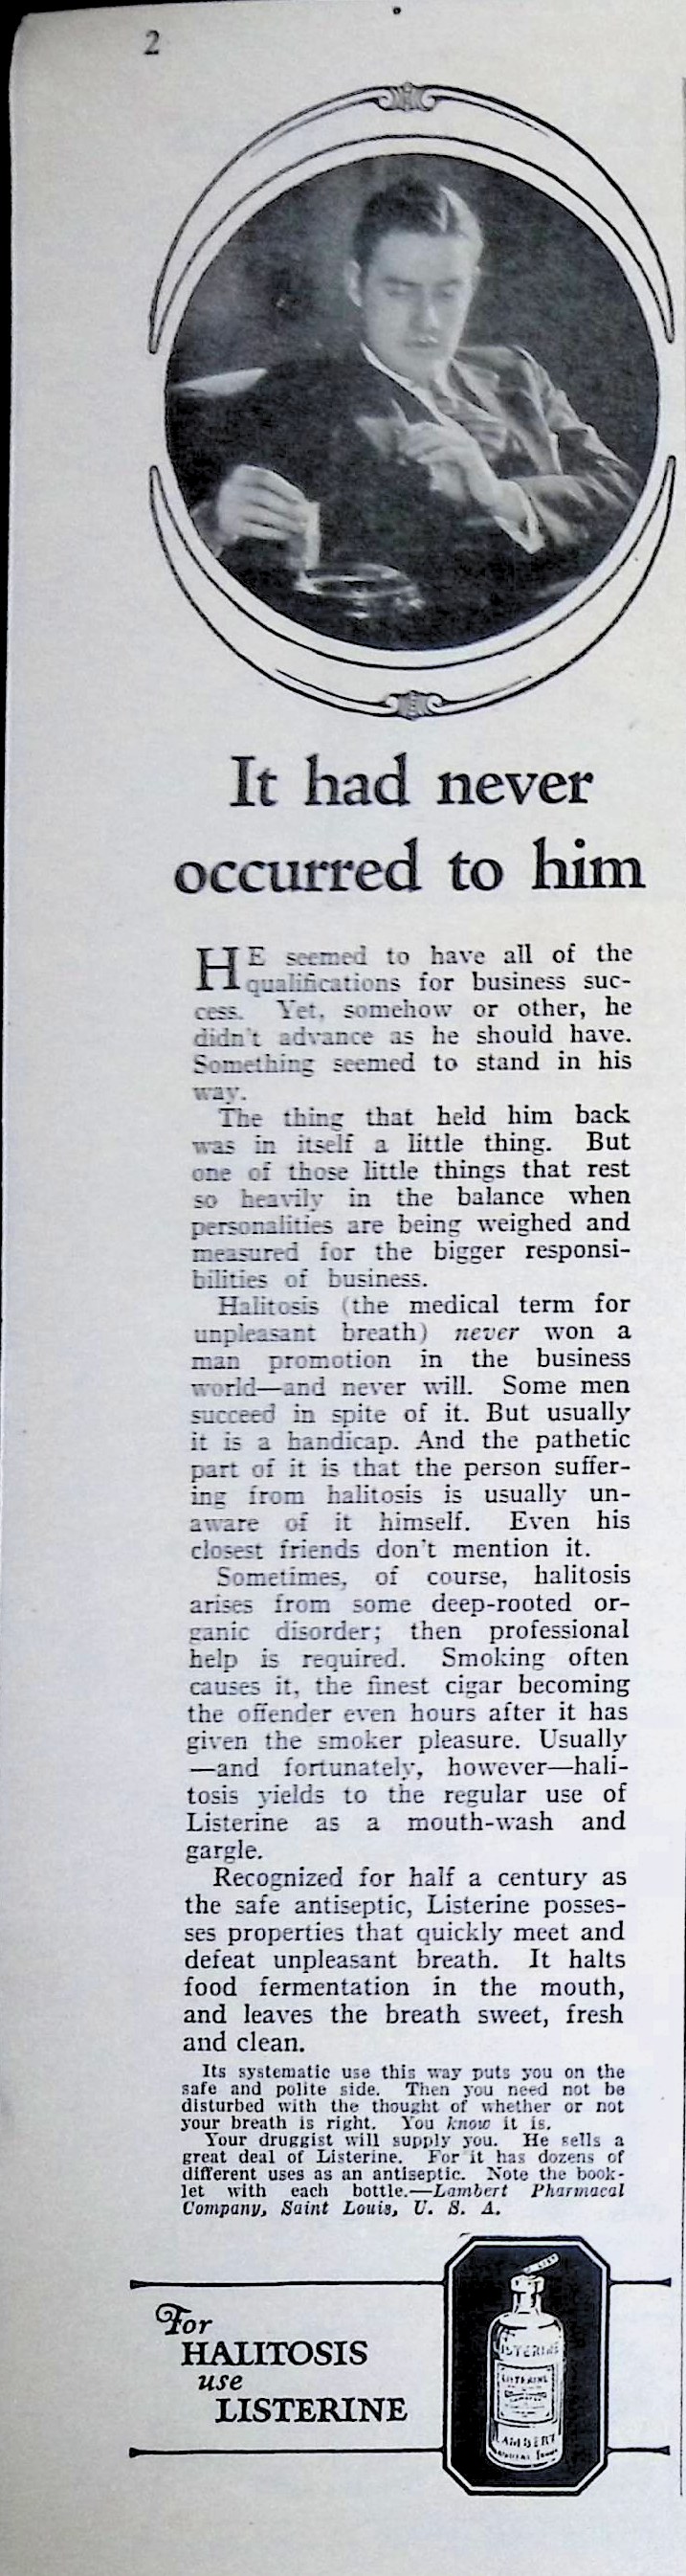 2
It had never
occurred to him
HE seemed to have all of the
qualifications for business suc-
cess. Yet, somehow or other, he
didn't advance as he should have.
Something seemed to stand in his
way.
The thing that held him back
was in itself a little thing. But
one of those little things that rest
so heavily in the balance when
personalities are being weighed and
measured for the bigger responsi-
bilities of business.
Halitosis (the medical term for
unpleasant breath) never won a
man promotion in the business
world—and never will. Some men
succeed in spite of it. But usually
it is a handicap. And the pathetic
part of it is that the person suffer-
ing from halitosis is usually un-
aware of it himself. Even his
closest friends don't mention it.
Sometimes, of course, halitosis
arises from some deep-rooted or-
ganic disorder; then professional
help is required. Smoking often
causes it, the finest cigar becoming
the offender even hours after it has
given the smoker pleasure. Usually
—and fortunately, however—hali-
tosis yields to the regular use of
Listerine as a mouth-wash and
gargle.
Recognized for half a century as
the safe antiseptic, Listerine posses-
ses properties that quickly meet and
defeat unpleasant breath. It halts
food fermentation in the mouth,
and leaves the breath sweet, fresh
and clean.
Its systematic use this way puts you on the
safe and polite side. Then you need not be
disturbed with the thought of whether or not
your breath is right. You know it is.
Your druggist will supply you. He sells a
great deal of Listerine. For it has dozens of
different uses as an antiseptic. Note the book-
let with each bottle.—Lambert Pharmacal
Company, Saint Louis, U. S. A.
For
HALITOSIS
use
LISTERINE
LISTERINE
LISTERINE
LAMBERT